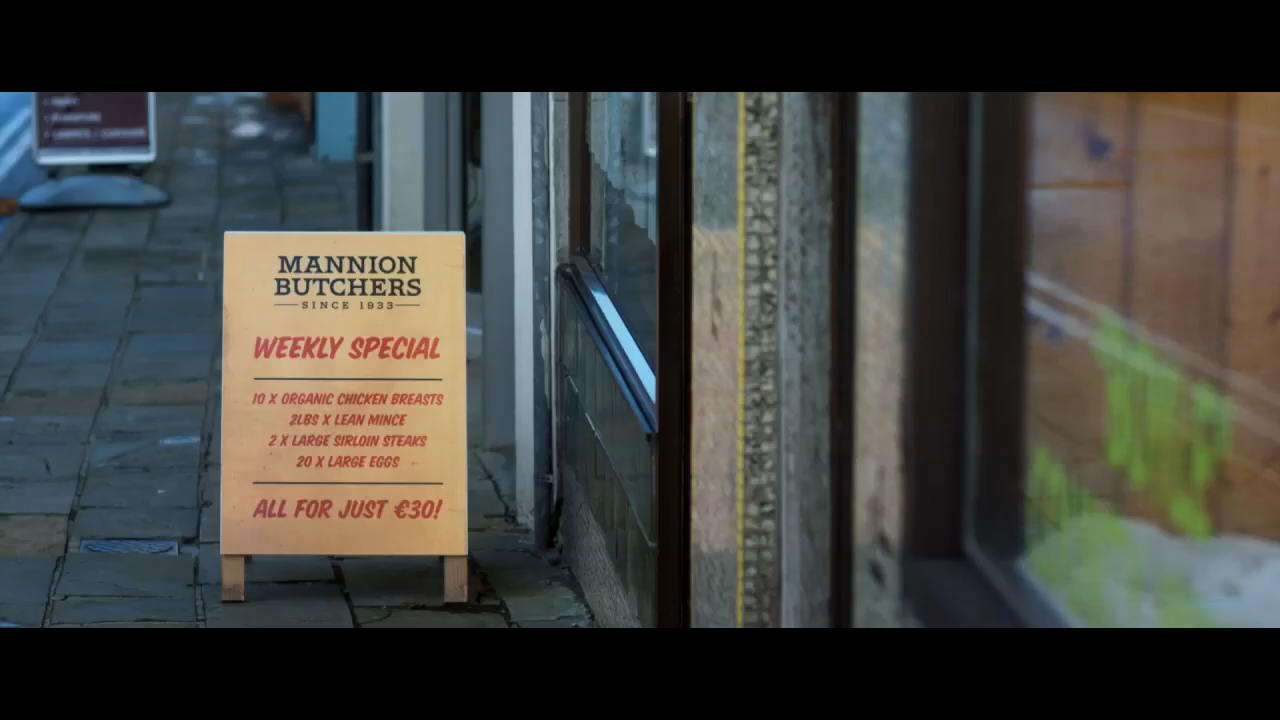 MANNION
BUTCHERS
SINCE 1933
WEEKLY SPECIAL
10 X ORGANIC CHICKEN BREASTS
2LBS X LEAN MINCE
2 X LARGE SIRLOIN STEAKS
20 X LARGE EGGS
ALL FOR JUST €30!